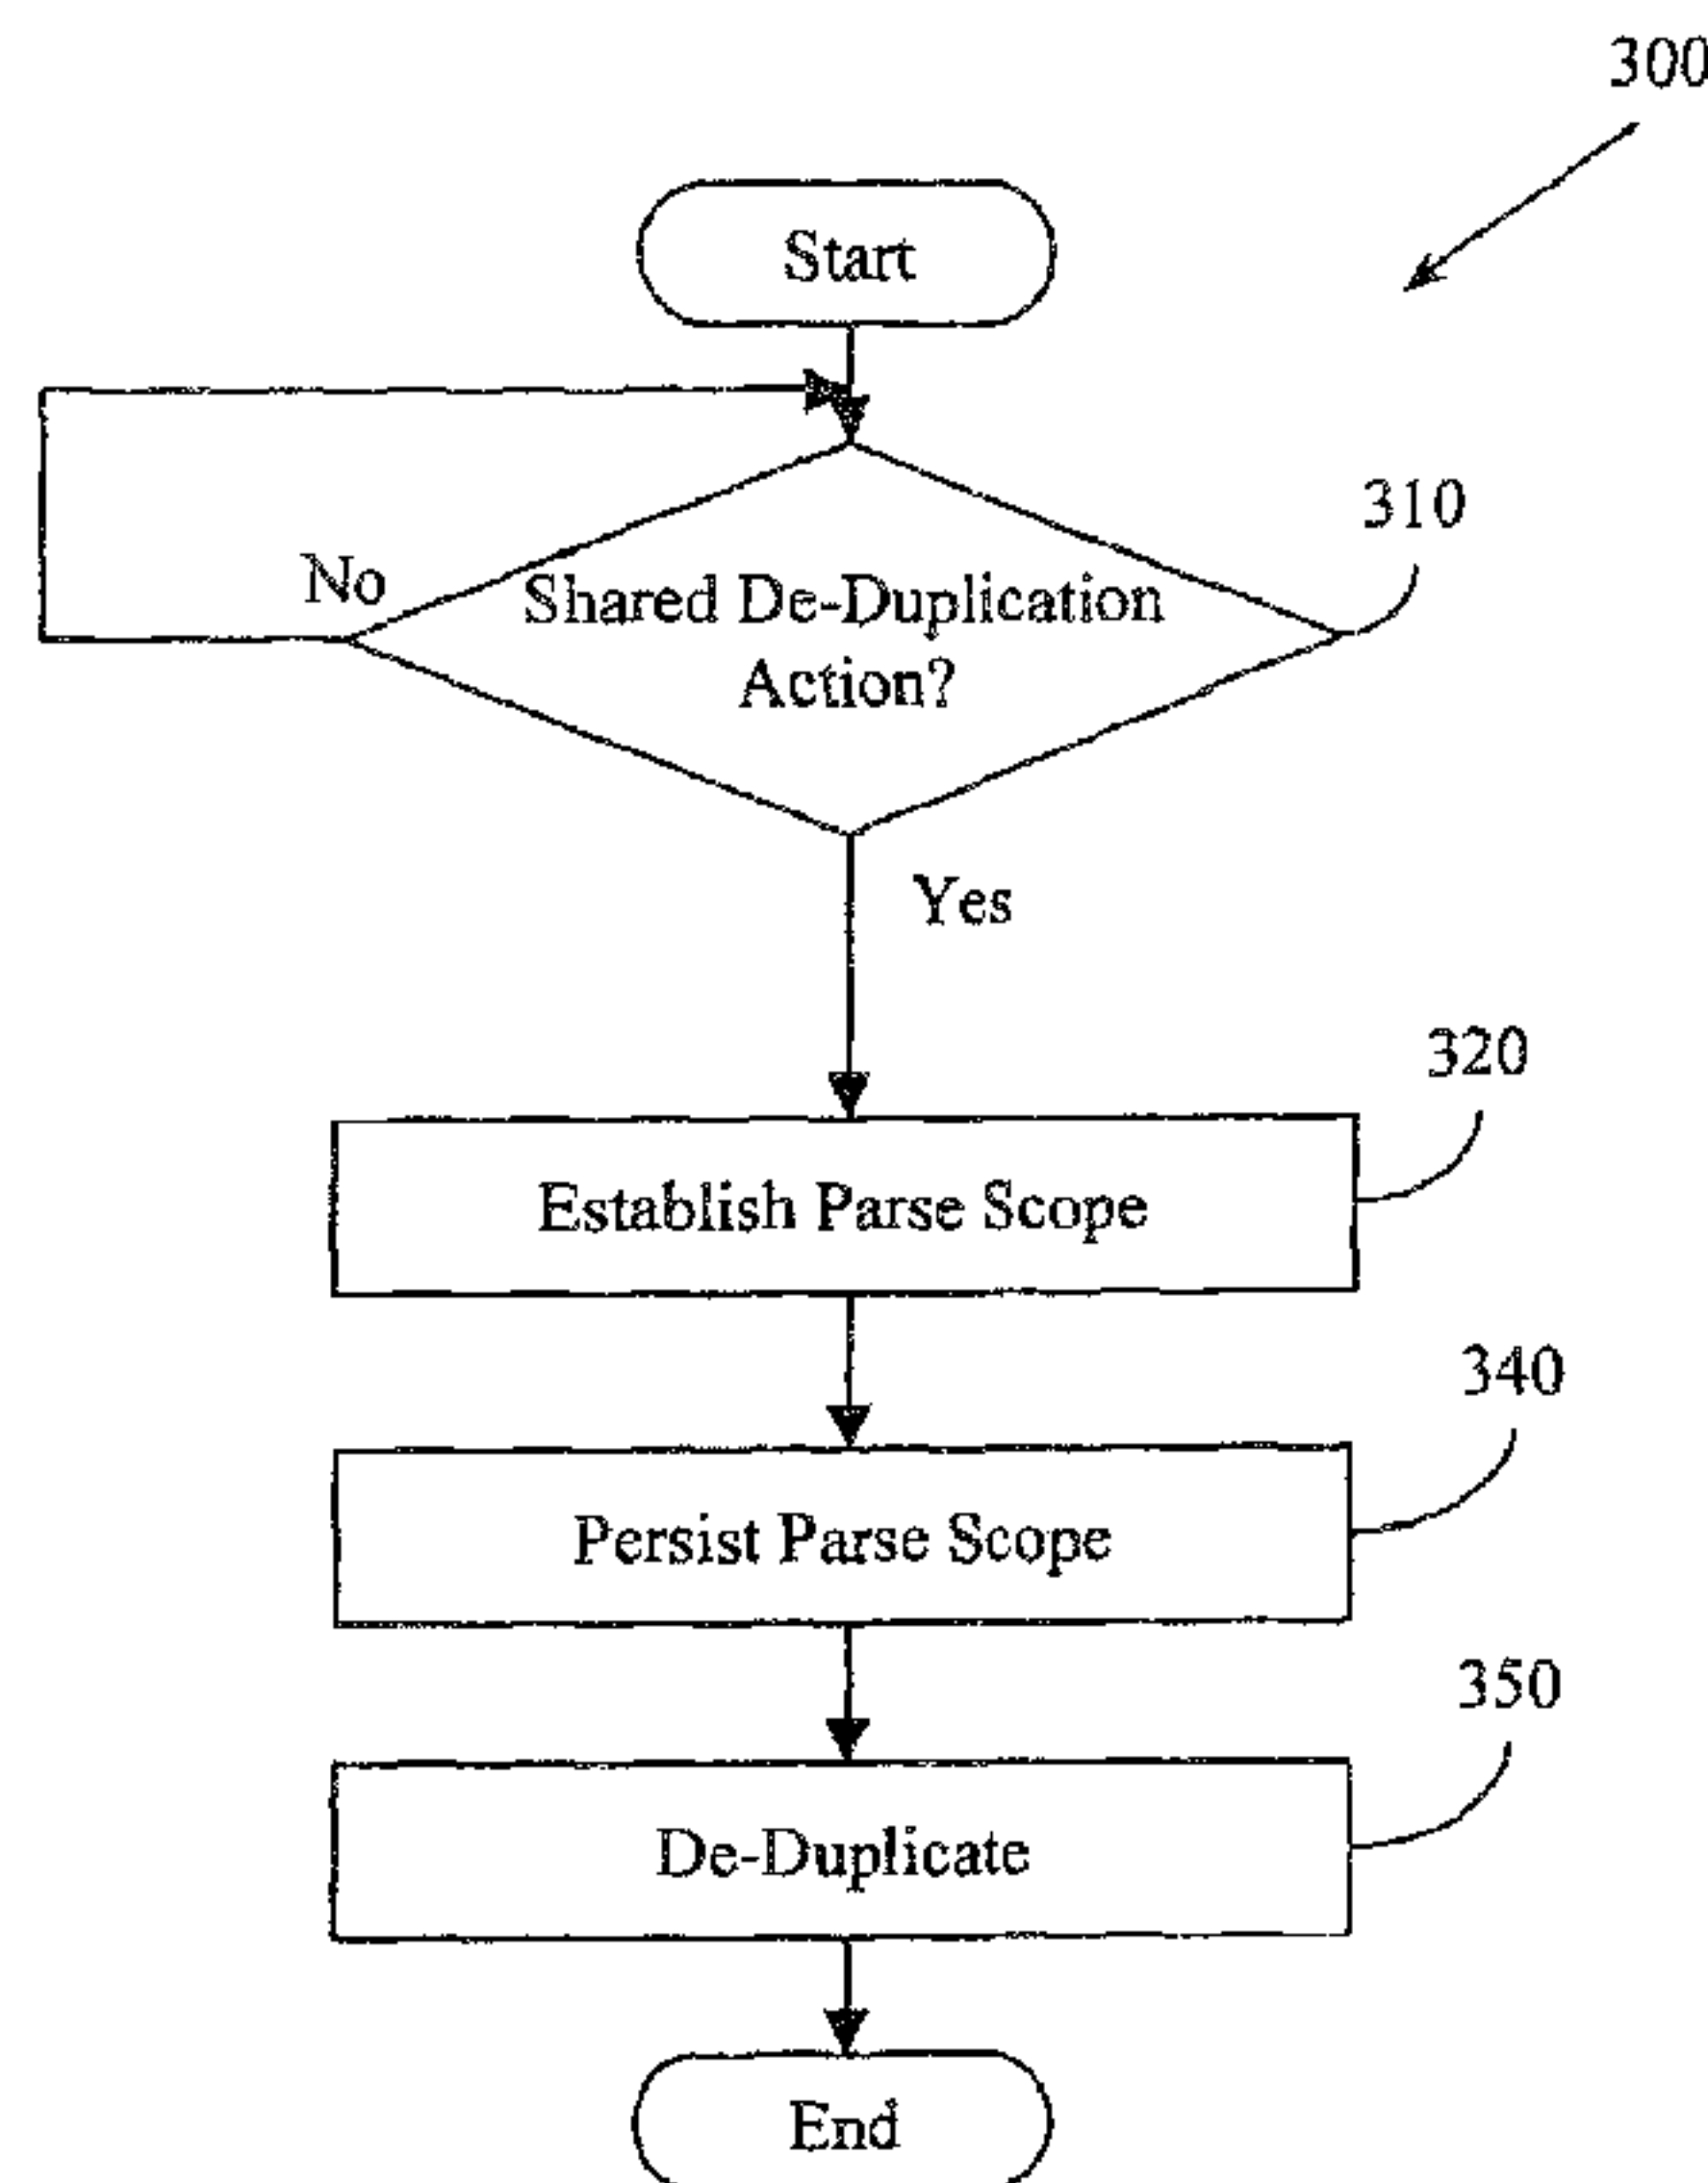 300
Start
310
No
Shared De-Duplication
Action?
Yes
320
Establish Parse Scope
340
Persist Parse Scope
350
De-Duplicate
End